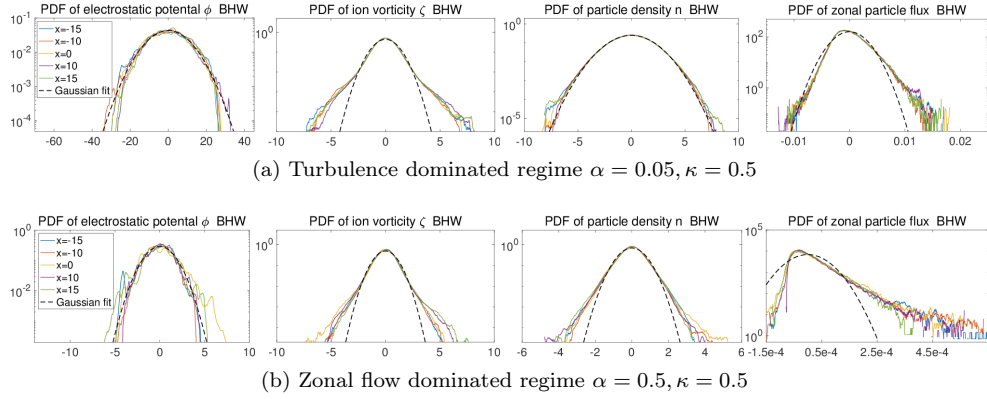 PDF of electrostatic potential ϕ BHW
PDF of ion vorticity ζ BHW
PDF of particle density n BHW
PDF of zonal particle flux BHW
10^-1
10^-2
10^-3
10^-4
x=-15
x=-10
x=0
x=10
x=15
Gaussian fit
-60 -40 -20 0 20 40
10^0
-10 -5 0 5 10
10^0
10^-5
-10 -5 0 5 10
10^2
10^0
-0.01 0 0.01 0.02
(a) Turbulence dominated regime α = 0.05, κ = 0.5
PDF of electrostatic potential ϕ BHW
PDF of ion vorticity ζ BHW
PDF of particle density n BHW
PDF of zonal particle flux BHW
10^0
10^-2
x=-15
x=-10
x=0
x=10
x=15
Gaussian fit
-10 -5 0 5 10
10^0
-10 -5 0 5 10
10^0
-6 -4 -2 0 2 4 6
10^5
10^0
-1.5e-4 0.5e-4 2.5e-4 4.5e-4
(b) Zonal flow dominated regime α = 0.5, κ = 0.5